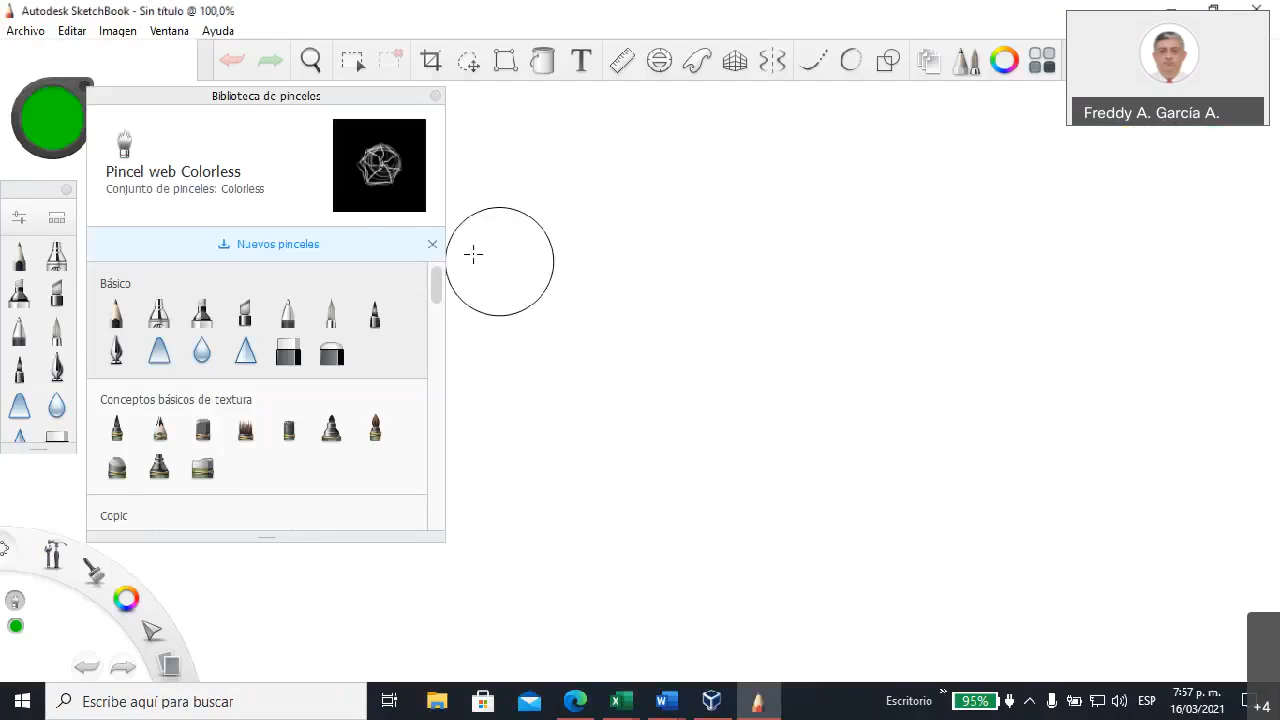 Autodesk SketchBook - Sin título @ 100,0%
Archivo Editar Imagen Ventana Ayuda
T
Freddy A. García A.
Biblioteca de pinceles
Pincel web Colorless
Conjunto de pinceles: Colorless
Nuevos pinceles
Básico
Conceptos básicos de textura
Copic
Escribe aquí para buscar
Escritorio
95%
ESP
7:57 p. m.
16/03/2021
+4